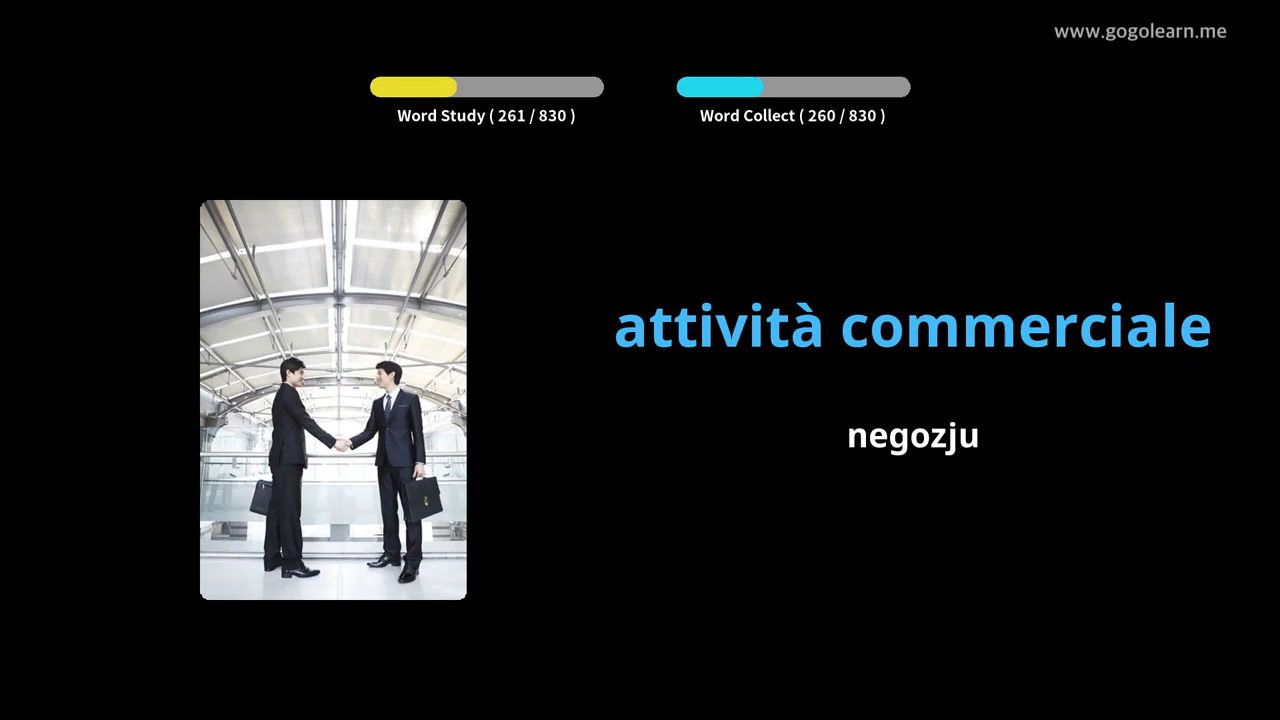 www.gogolearn.me
Word Study ( 261 / 830 )
Word Collect ( 260 / 830 )
attività commerciale
negozju